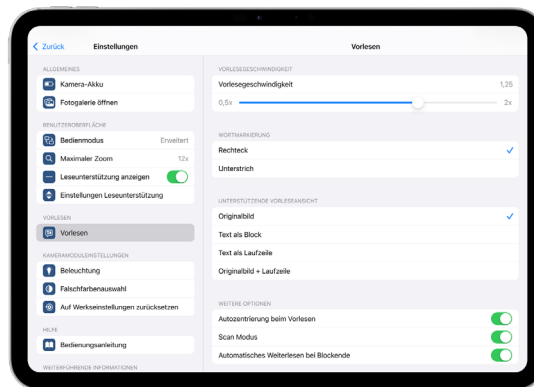 Zurück
Einstellungen
ALLGEMEINES
Kamera-Akku
Fotogalerie öffnen
BENUTZEROBERFLÄCHE
Bedienmodus Erweitert
Maximaler Zoom 12x
Leseunterstützung anzeigen
Einstellungen Leseunterstützung
VORLESEN
Vorlesen
KAMERAMODULEINSTELLUNGEN
Beleuchtung
Falschfarbenauswahl
Auf Werkseinstellungen zurücksetzen
HILFE
Bedienungsanleitung
WEITERFÜHRENDE INFORMATIONEN
Vorlesen
VORLESEGESCHWINDIGKEIT
Vorlesegeschwindigkeit 1,25
0,5x 2x
WORTMARKIERUNG
Rechteck
Unterstrich
UNTERSTÜTZENDE VORLESEANSICHT
Originalbild
Text als Block
Text als Laufzeile
Originalbild + Laufzeile
WEITERE OPTIONEN
Autozentrierung beim Vorlesen
Scan Modus
Automatisches Weiterlesen bei Blockende